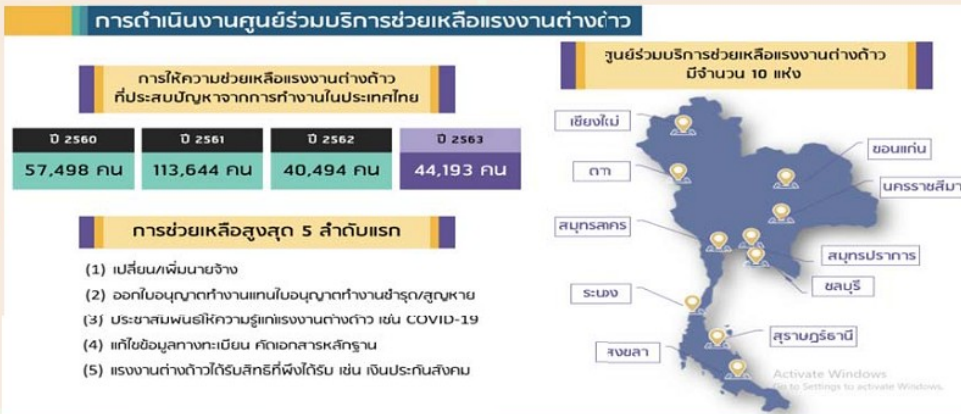 การดำเนินงานศูนย์ร่วมบริการช่วยเหลือแรงงานต่างด้าว
การให้ความช่วยเหลือแรงงานต่างด้าว
ที่ประสบปัญหาจากการทำงานในประเทศไทย
ปี 2560
ปี 2561
ปี 2562
ปี 2563
57,498 คน
113,644 คน
40,494 คน
44,193 คน
การช่วยเหลือสูงสุด 5 ลำดับแรก
(1) เปลี่ยน/เพิ่มนายจ้าง
(2) ออกใบอนุญาตทำงานแทนใบอนุญาตทำงานชำรุด/สูญหาย
(3) ประชาสัมพันธ์ให้ความรู้แก่แรงงานต่างด้าว เช่น COVID-19
(4) แก้ไขข้อมูลทางทะเบียน คัดเอกสารหลักฐาน
(5) แรงงานต่างด้าวได้รับสิทธิที่พึงได้รับ เช่น เงินประกันสังคม
ศูนย์ร่วมบริการช่วยเหลือแรงงานต่างด้าว
มีจำนวน 10 แห่ง
เชียงใหม่
ขอนแก่น
ตาก
นครราชสีมา
สมุทรสาคร
สมุทรปราการ
ชลบุรี
ระนอง
สุราษฎร์ธานี
สงขลา
Activate Windows
Go to Settings to activate Windows.